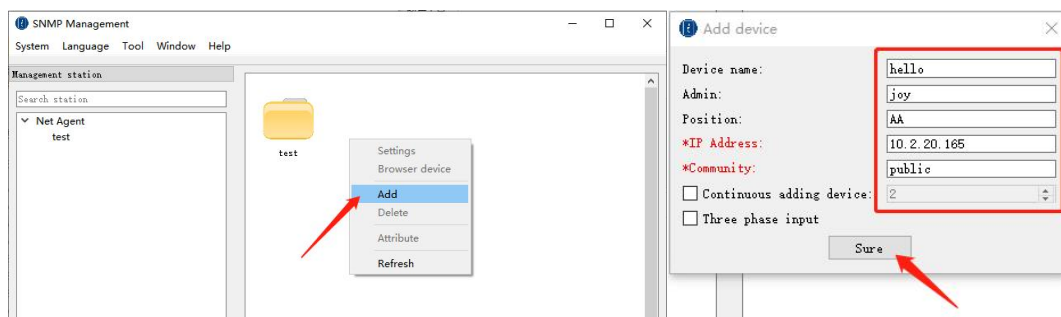 SNMP Management
System Language Tool Window Help
Management station
Search station
Net Agent
test
test
Settings
Browser device
Add
Delete
Attribute
Refresh
Add device
Device name: hello
Admin: joy
Position: AA
*IP Address: 10.2.20.165
*Community: public
Continuous adding device: 2
Three phase input
Sure